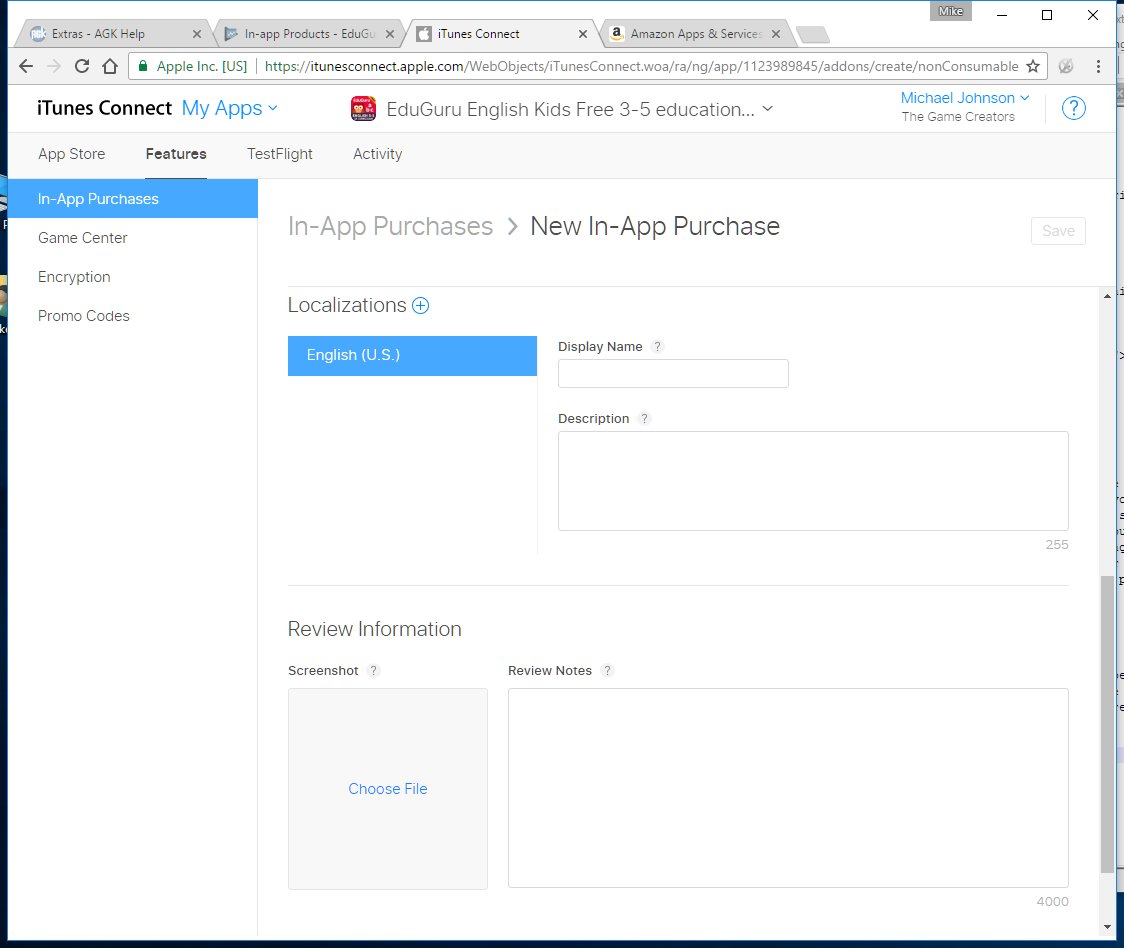 Mike
Extras - AGK Help
In-app Products - EduGu
iTunes Connect
Amazon Apps & Services
Apple Inc. [US]
https://itunesconnect.apple.com/WebObjects/iTunesConnect.woa/ra/ng/app/1123989845/addons/create/nonConsumable
iTunes Connect My Apps
EduGuru English Kids Free 3-5 education...
Michael Johnson
The Game Creators
?
App Store Features TestFlight Activity
In-App Purchases
Game Center
Encryption
Promo Codes
In-App Purchases > New In-App Purchase
Save
Localizations
English (U.S.)
Display Name ?
Description ?
255
Review Information
Screenshot ?
Review Notes ?
Choose File
4000